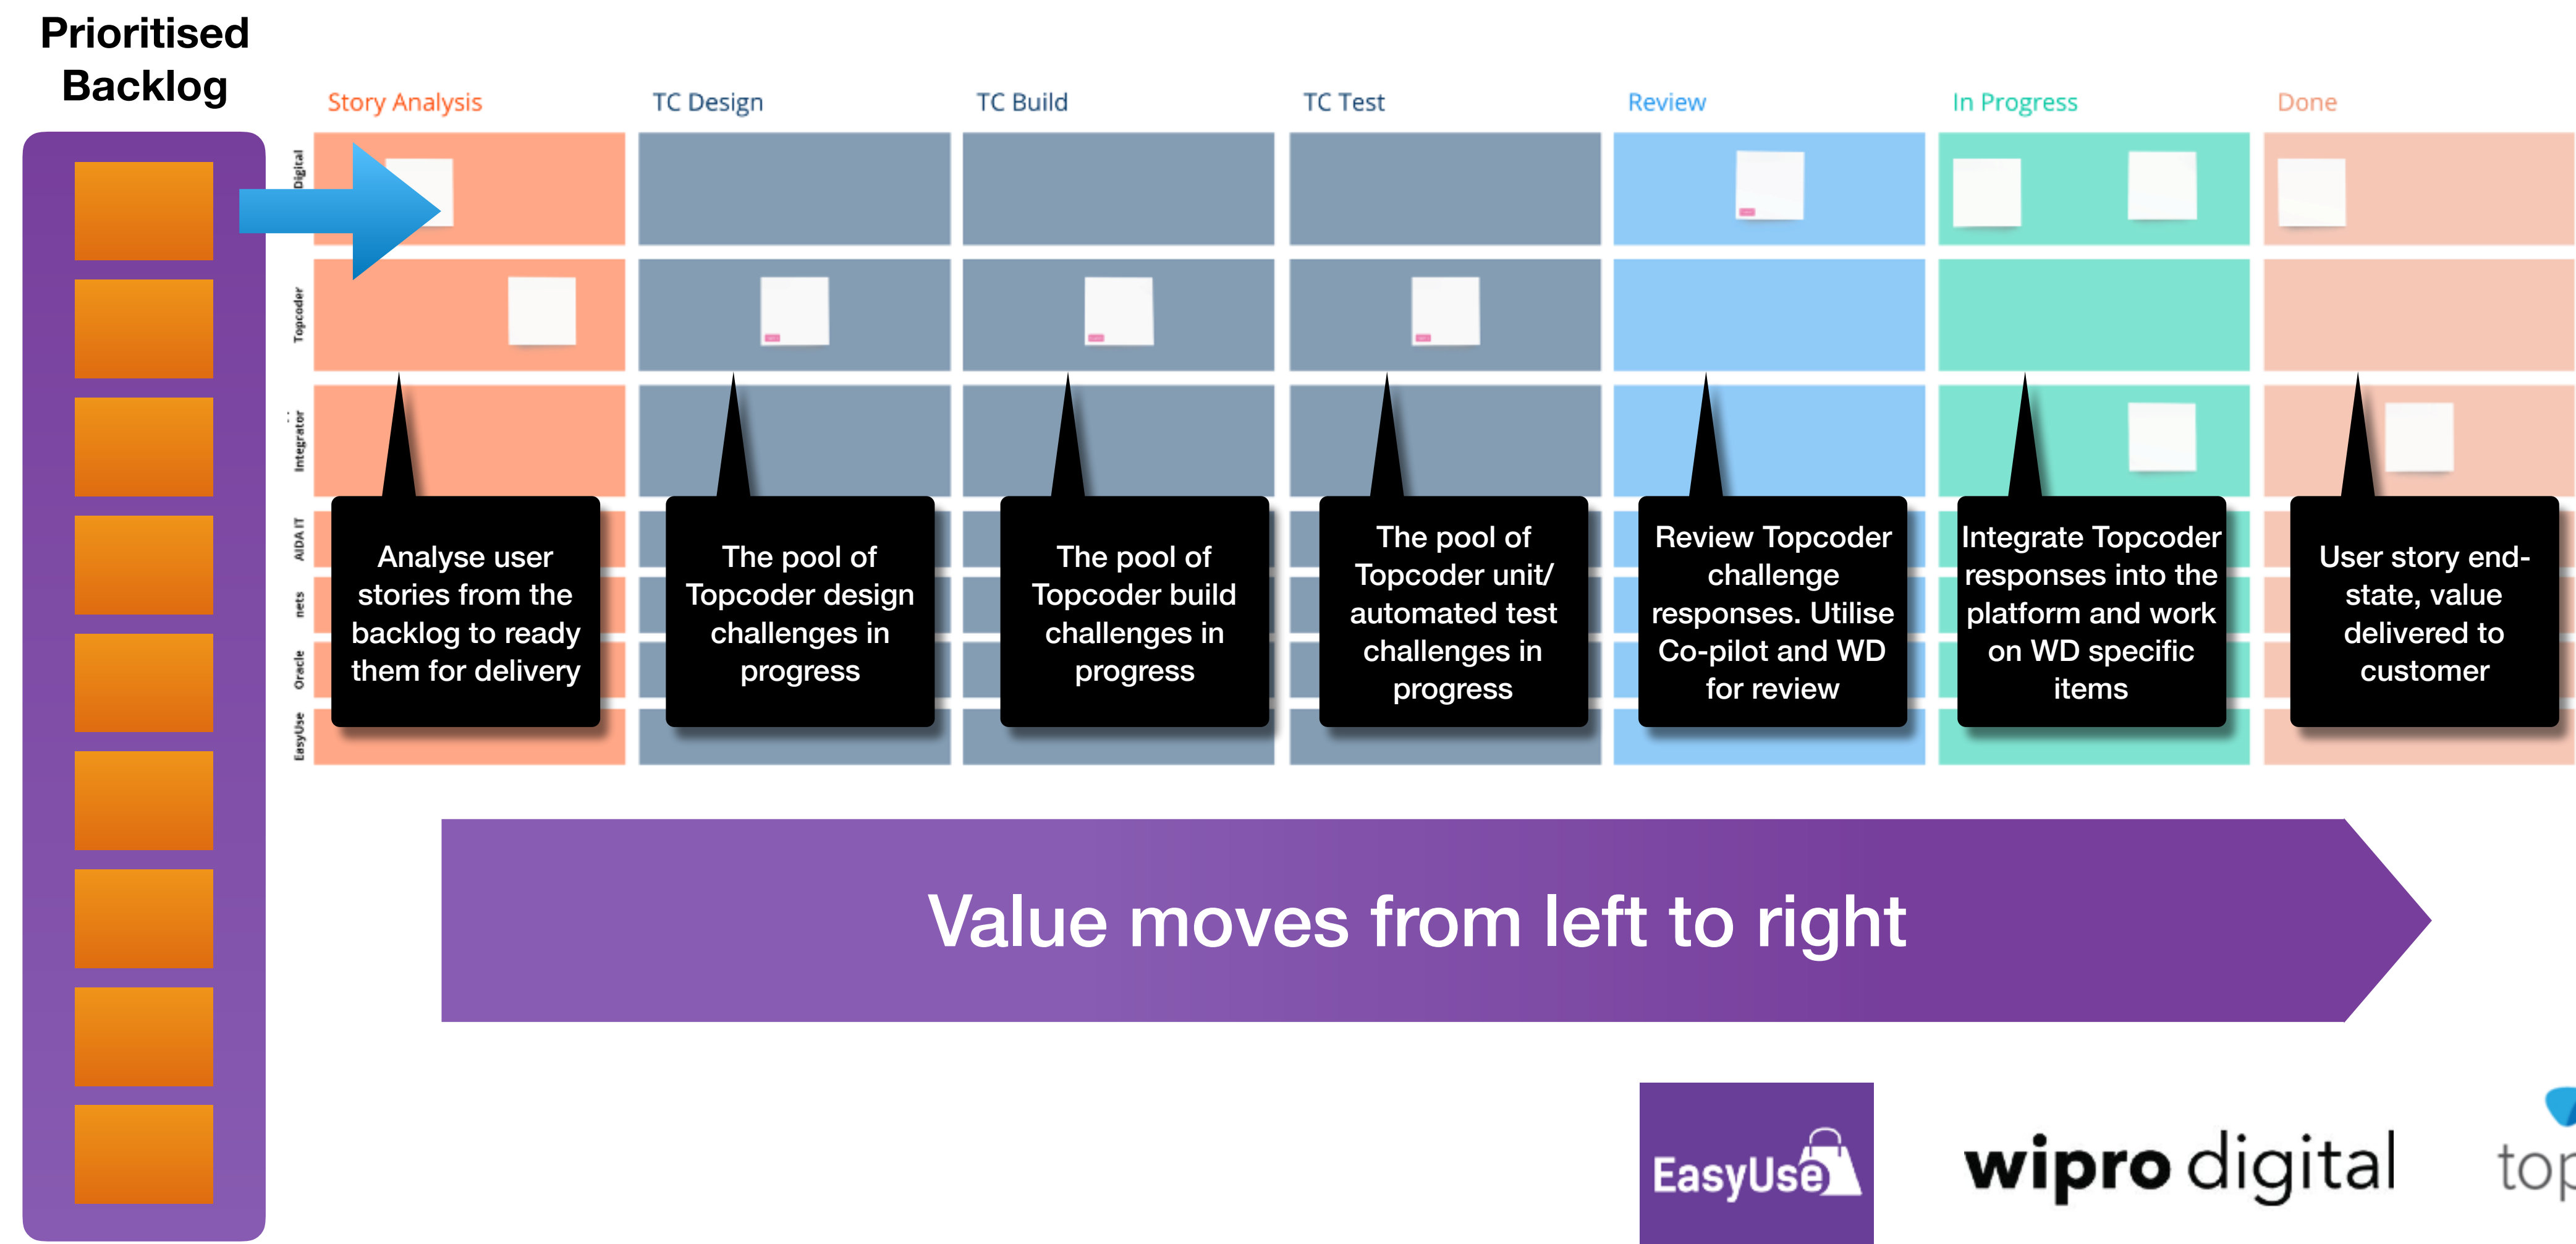 Prioritised
Backlog
Story Analysis
TC Design
TC Build
TC Test
Review
In Progress
Done
Digital
Topcoder
Integrator
AIDA IT
nets
Oracle
EasyUse
Analyse user
stories from the
backlog to ready
them for delivery
The pool of
Topcoder design
challenges in
progress
The pool of
Topcoder build
challenges in
progress
The pool of
Topcoder unit/
automated test
challenges in
progress
Review Topcoder
challenge
responses. Utilise
Co-pilot and WD
for review
Integrate Topcoder
responses into the
platform and work
on WD specific
items
User story end-
state, value
delivered to
customer
Value moves from left to right
EasyUse
wipro digital
top